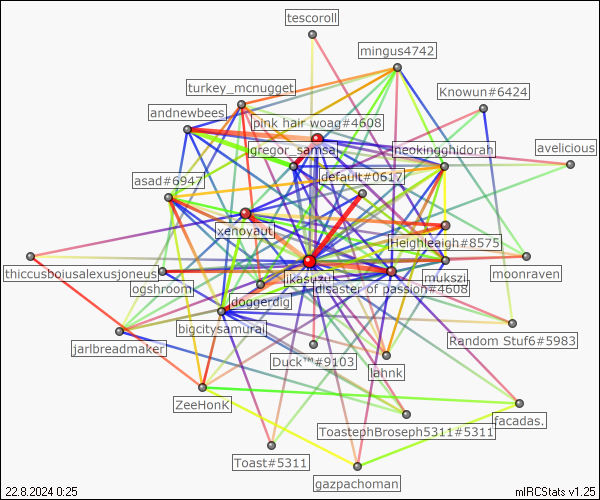 tescoroll
mingus4742
turkey_mcnugget
Knowun#6424
andnewbees
pink hair woag#4608
gregor_samsa
neokingghidorah
avelicious
default#0617
asad#6947
xenoyaut
Heighleaigh#8575
thiccusboiusalexusjoneus
ogshroom
ikasuzu
mukszi
moonraven
doggerdig
disaster of passion#4608
bigcitysamurai
jarlbreadmaker
Random Stuf6#5983
Duck™#9103
lahnk
ZeeHonK
ToastephBroseph5311#5311
facadas.
Toast#5311
gazpachoman
22.8.2024 0:25
mIRCStats v1.25